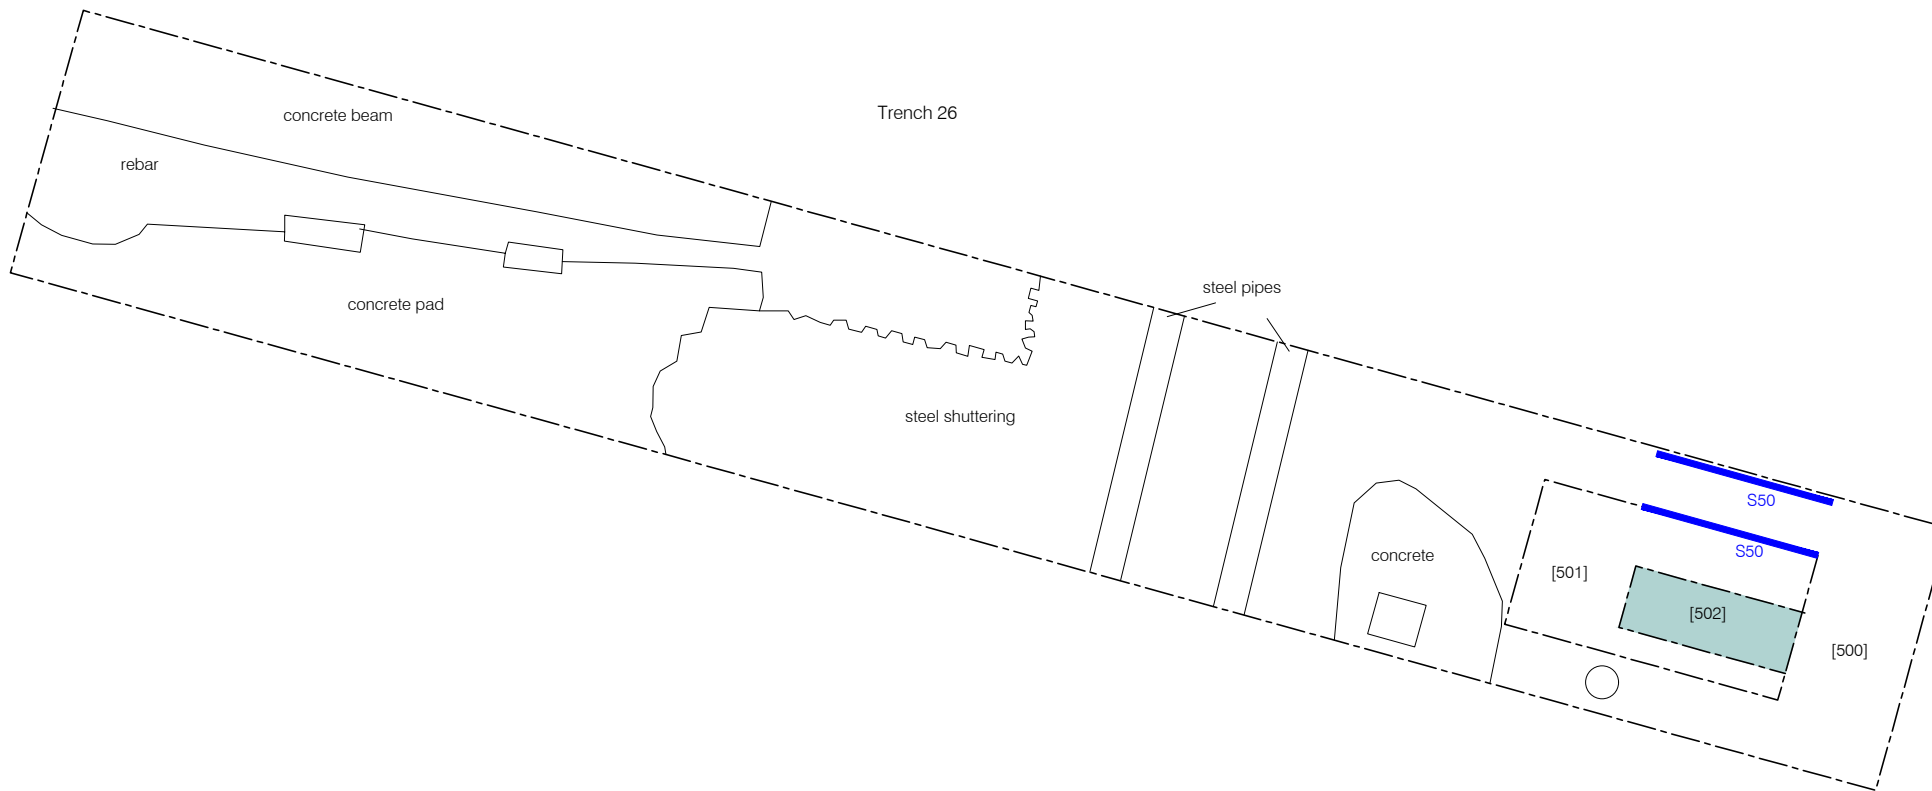 Trench 26
concrete beam
rebar
concrete pad
steel pipes
steel shuttering
S50
S50
concrete
[501]
[502]
[500]